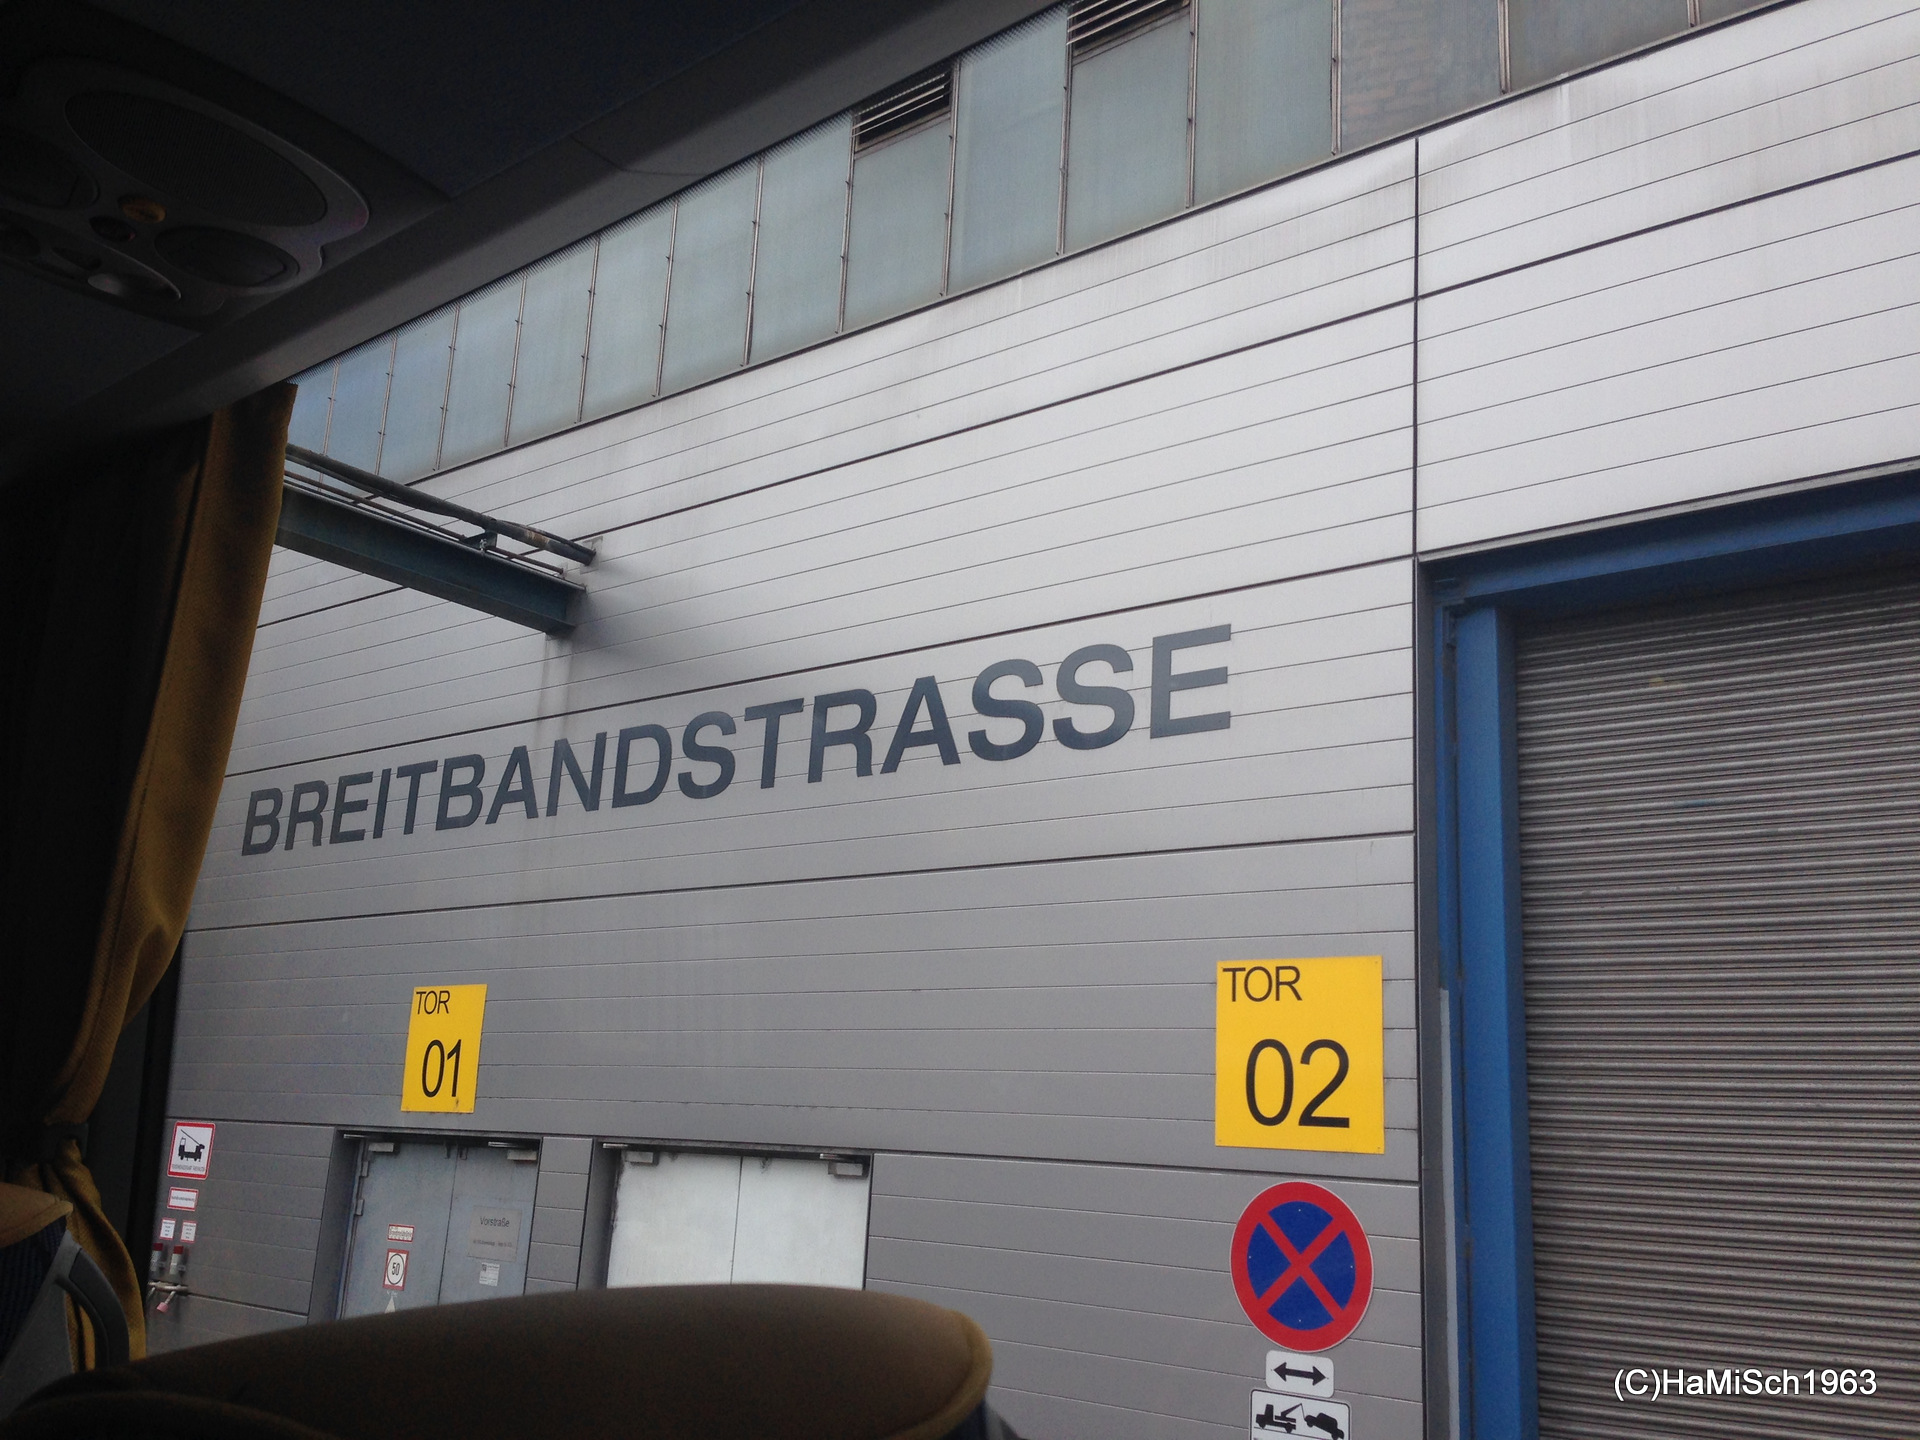 BREITBANDSTRASSE
TOR
01
TOR
02
Vorstraße
50
(C)HaMiSch1963